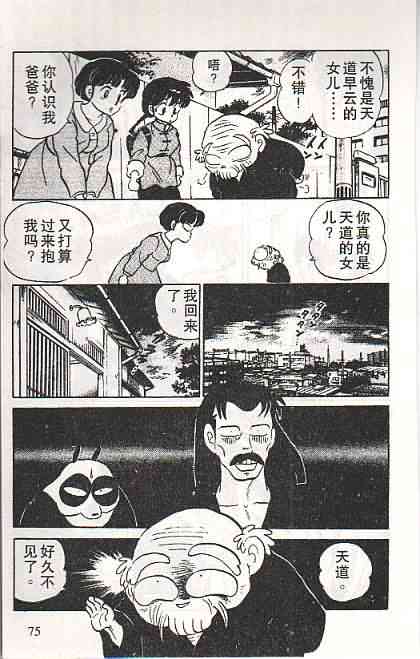 不愧是天
道早云的
女儿……
不错！
唔？
你认识我
爸爸？
你真的是
天道的女
儿？
又打算
过来抱
我吗？
我回来
了。
天道。
好久不
见了。
75